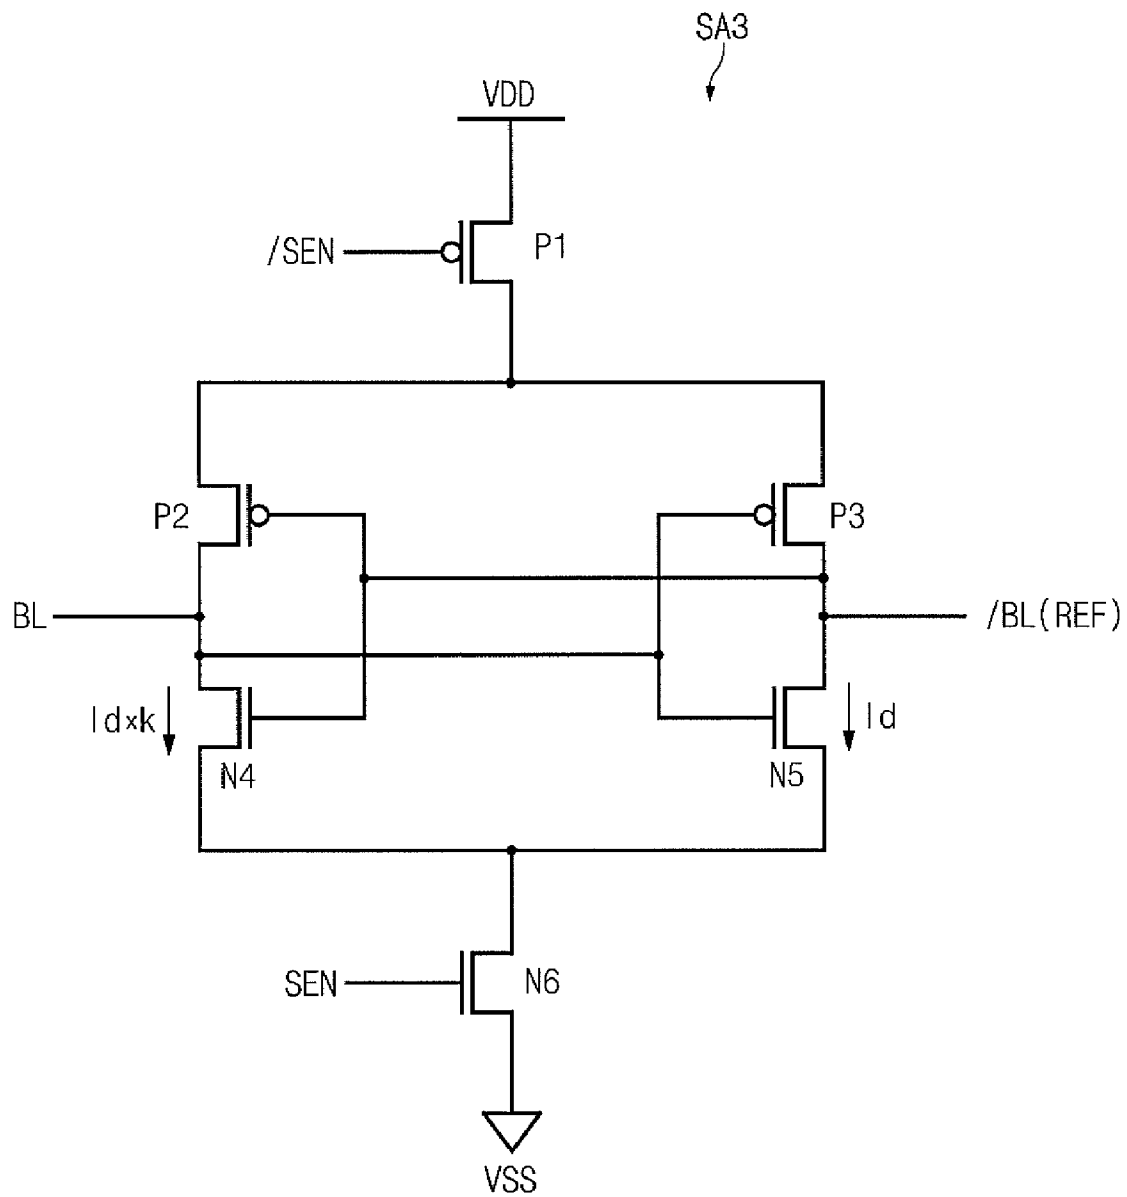 SA3
VDD
/SEN
P1
P2
P3
BL
/BL(REF)
Id×k
Id
N4
N5
SEN
N6
VSS